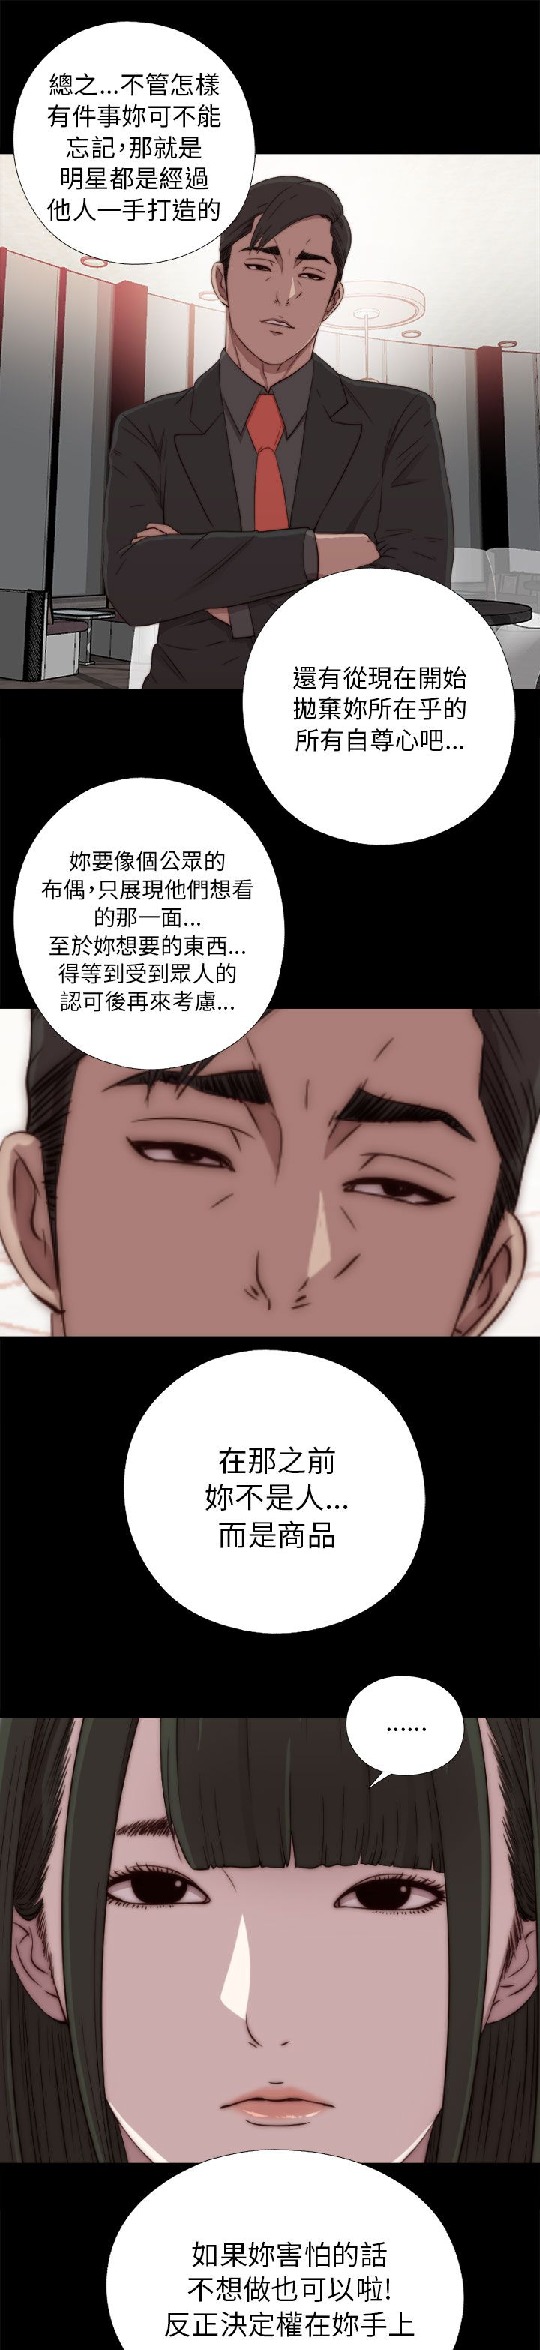 總之...不管怎樣
有件事妳可不能
忘記,那就是
明星都是經過
他人一手打造的
還有從現在開始
拋棄妳所在乎的
所有自尊心吧...
妳要像個公眾的
布偶,只展現他們想看
的那一面...
至於妳想要的東西...
得等到受到眾人的
認可後再來考慮...
在那之前
妳不是人...
而是商品
......
如果妳害怕的話
不想做也可以啦!
反正決定權在妳手上